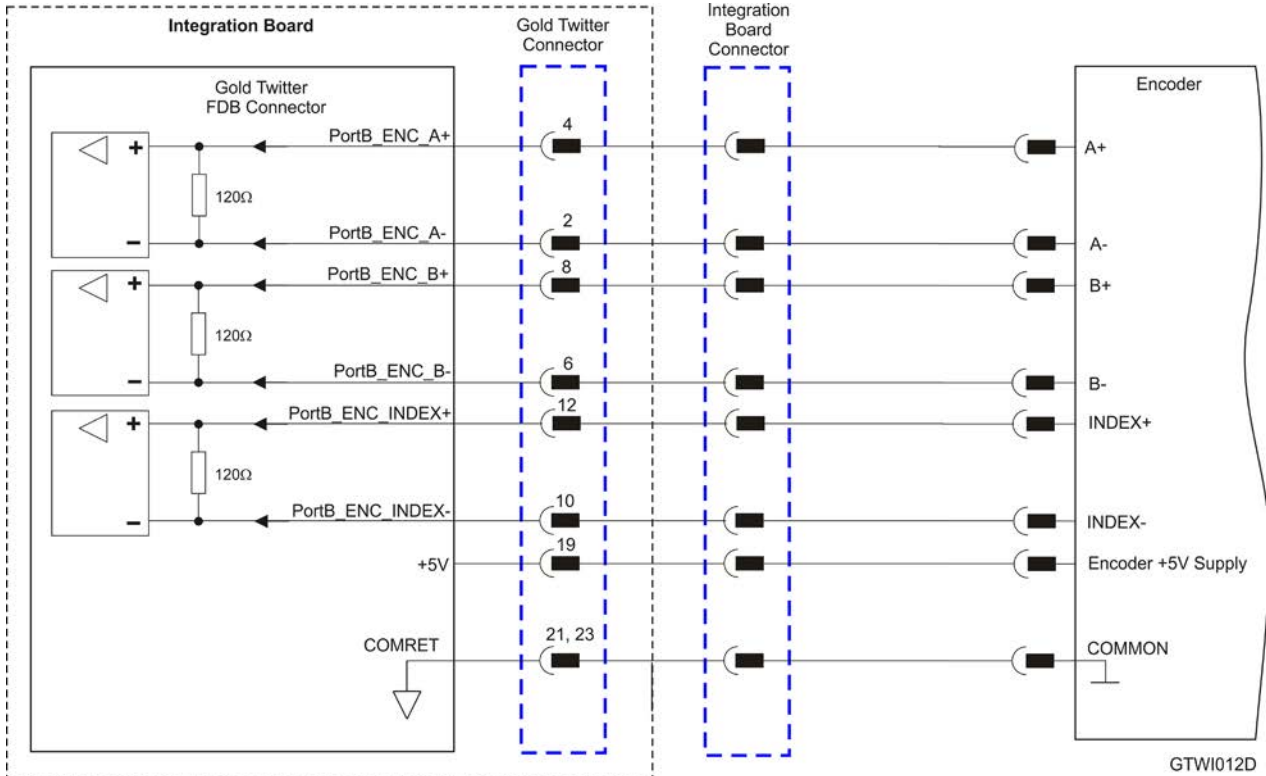 Integration Board
Gold Twitter
Connector
Integration
Board
Connector
Gold Twitter
FDB Connector
Encoder
PortB_ENC_A+
4
A+
+
120Ω
PortB_ENC_A-
2
A-
-
PortB_ENC_B+
8
B+
+
120Ω
PortB_ENC_B-
6
B-
-
PortB_ENC_INDEX+
12
INDEX+
+
120Ω
PortB_ENC_INDEX-
10
INDEX-
-
+5V
19
Encoder +5V Supply
COMRET
21, 23
COMMON
GTWI012D